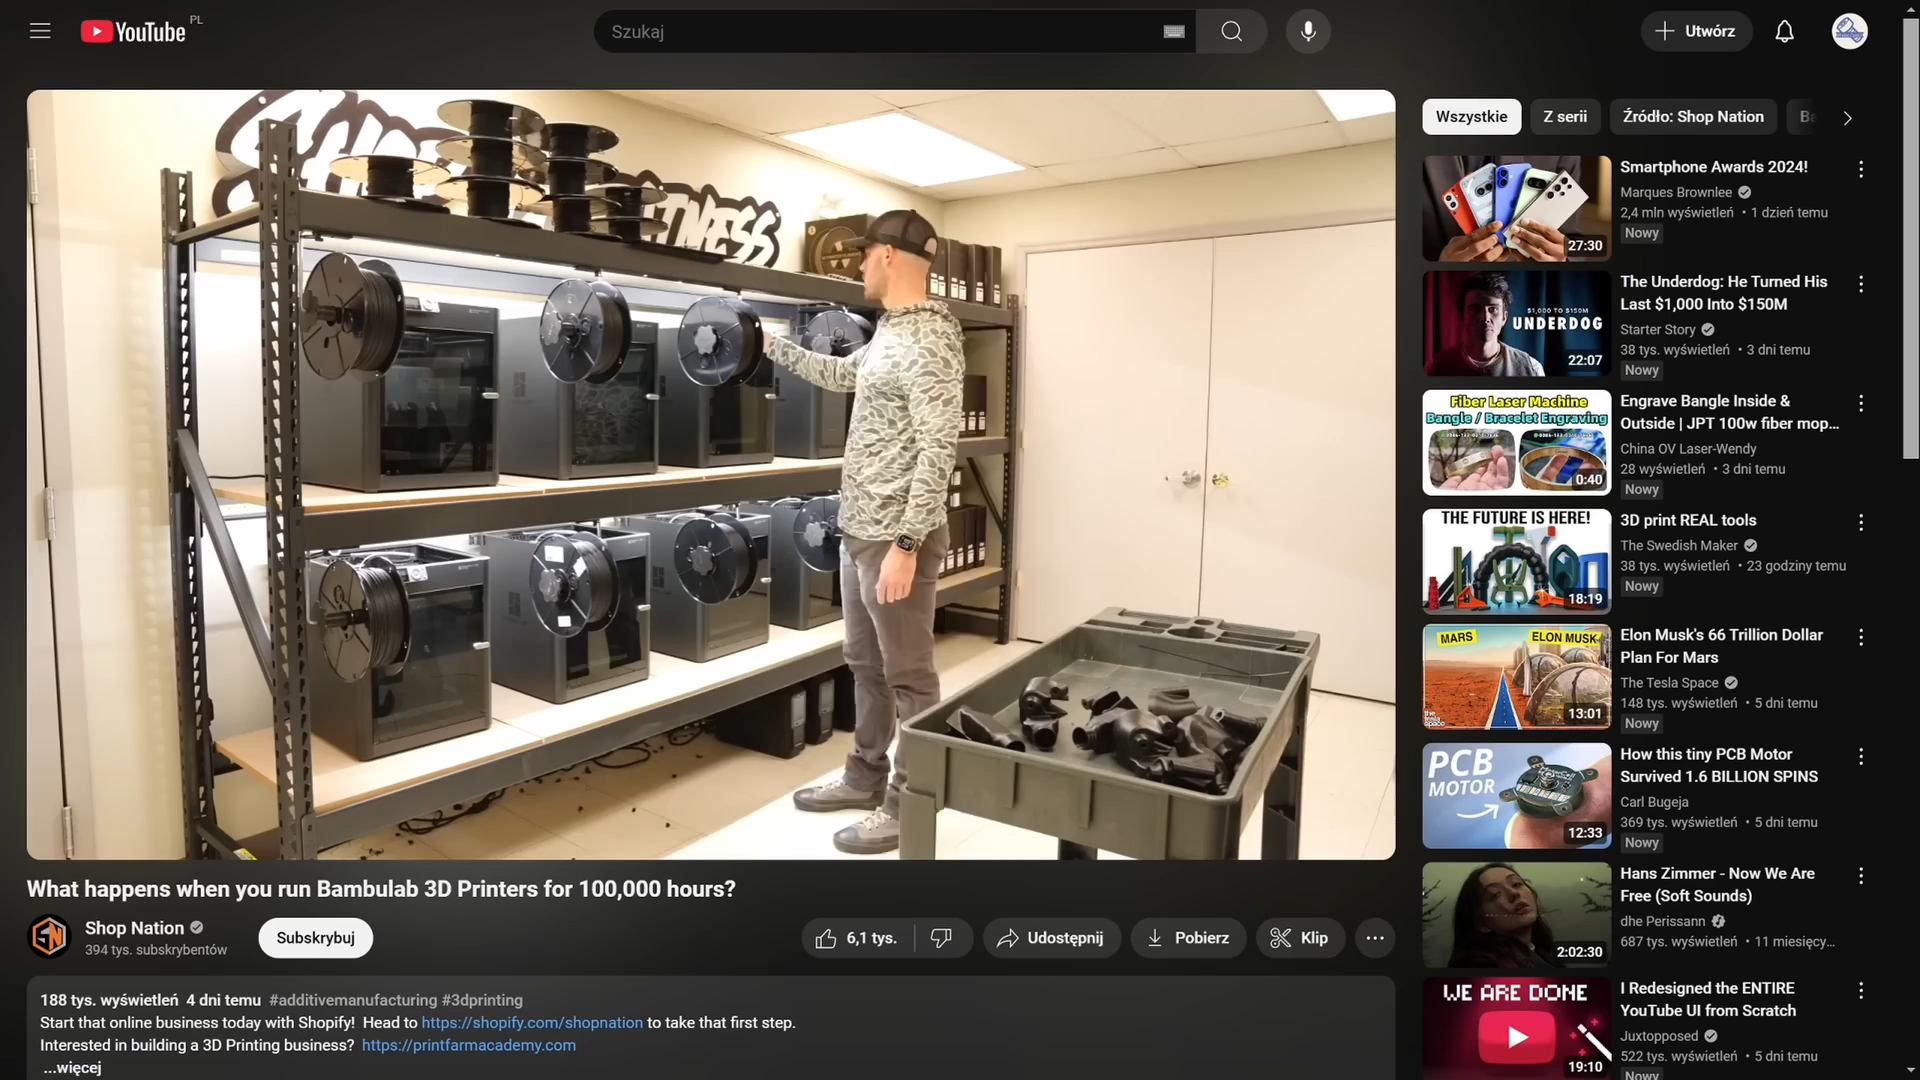 YouTube PL
Szukaj
Utwórz
NESS
What happens when you run Bambulab 3D Printers for 100,000 hours?
Shop Nation
394 tys. subskrybentów
Subskrybuj
6,1 tys.
Udostępnij
Pobierz
Klip
188 tys. wyświetleń 4 dni temu #additivemanufacturing #3dprinting
Start that online business today with Shopify! Head to https://shopify.com/shopnation to take that first step.
Interested in building a 3D Printing business? https://printfarmacademy.com
...więcej
Wszystkie
Z serii
Źródło: Shop Nation
Ba
27:30
Smartphone Awards 2024!
Marques Brownlee
2,4 mln wyświetleń • 1 dzień temu
Nowy
$1,000 TO $150M
UNDERDOG
22:07
The Underdog: He Turned His
Last $1,000 Into $150M
Starter Story
38 tys. wyświetleń • 3 dni temu
Nowy
Fiber Laser Machine
Bangle / Bracelet Engraving
0:40
Engrave Bangle Inside &
Outside | JPT 100w fiber mop...
China OV Laser-Wendy
28 wyświetleń • 3 dni temu
Nowy
THE FUTURE IS HERE!
18:19
3D print REAL tools
The Swedish Maker
38 tys. wyświetleń • 23 godziny temu
Nowy
MARS
ELON MUSK
the
tesla
space
13:01
Elon Musk's 66 Trillion Dollar
Plan For Mars
The Tesla Space
148 tys. wyświetleń • 5 dni temu
Nowy
PCB
MOTOR
12:33
How this tiny PCB Motor
Survived 1.6 BILLION SPINS
Carl Bugeja
369 tys. wyświetleń • 5 dni temu
Nowy
2:02:30
Hans Zimmer - Now We Are
Free (Soft Sounds)
dhe Perissann
687 tys. wyświetleń • 11 miesięcy...
WE ARE DONE
19:10
I Redesigned the ENTIRE
YouTube UI from Scratch
Juxtopposed
522 tys. wyświetleń • 5 dni temu
Nowy